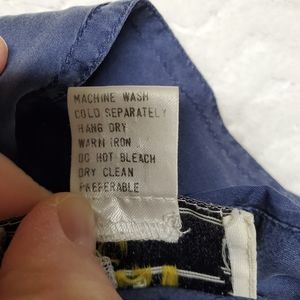 MACHINE WASH
COLD SEPARATELY
HANG DRY
WARM IRON
DO NOT BLEACH
DRY CLEAN
PREFERABLE